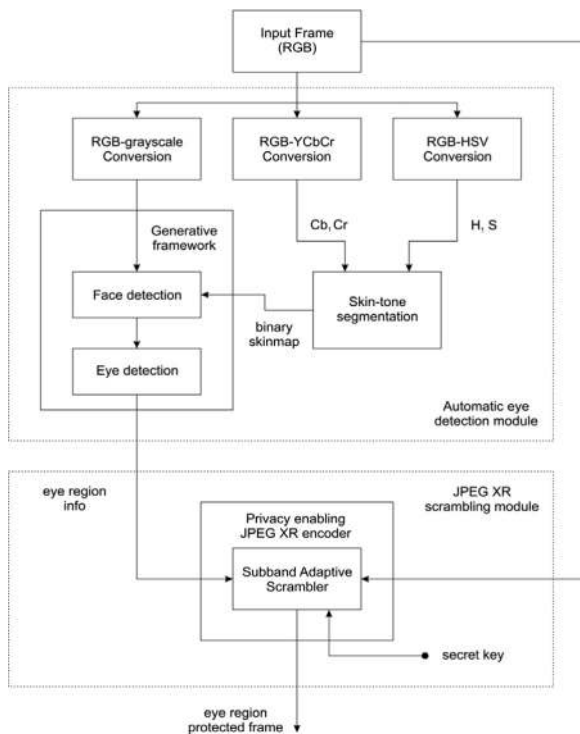 Input Frame
(RGB)
RGB-grayscale
Conversion
RGB-YCbCr
Conversion
RGB-HSV
Conversion
Generative
framework
Cb, Cr
H, S
Face detection
Skin-tone
segmentation
binary
skinmap
Eye detection
Automatic eye
detection module
eye region
info
JPEG XR
scrambling module
Privacy enabling
JPEG XR encoder
Subband Adaptive
Scrambler
secret key
eye region
protected frame